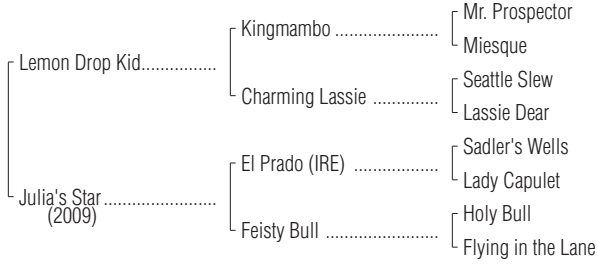 Mr. Prospector
Kingmambo ......................
Miesque
Lemon Drop Kid................
Seattle Slew
Charming Lassie ..............
Lassie Dear
Sadler's Wells
El Prado (IRE) ..................
Lady Capulet
Julia's Star........................
(2009)
Holy Bull
Feisty Bull ........................
Flying in the Lane